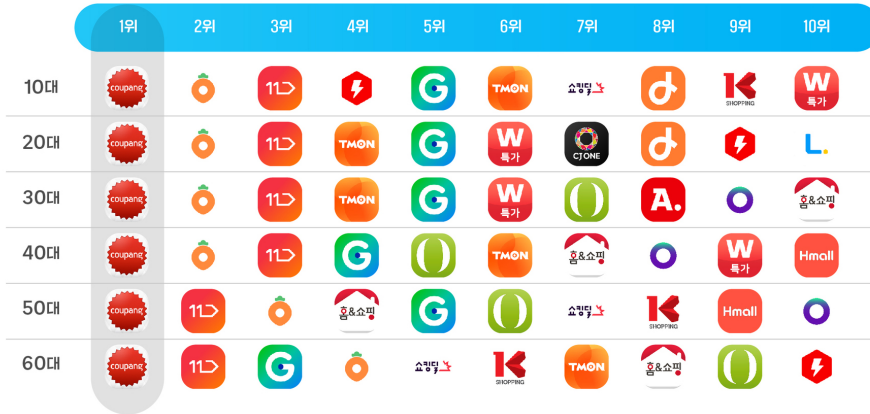 1위 2위 3위 4위 5위 6위 7위 8위 9위 10위
10대 coupang 11 G TMON 쇼킹딜 K SHOPPING W 특가
20대 coupang 11 TMON G W 특가 CJ ONE L.
30대 coupang 11 TMON G W 특가 A. 홈&쇼핑
40대 coupang 11 G TMON 홈&쇼핑 W 특가 Hmall
50대 coupang 11 홈&쇼핑 G 쇼킹딜 K SHOPPING Hmall
60대 coupang 11 G 쇼킹딜 K SHOPPING TMON 홈&쇼핑